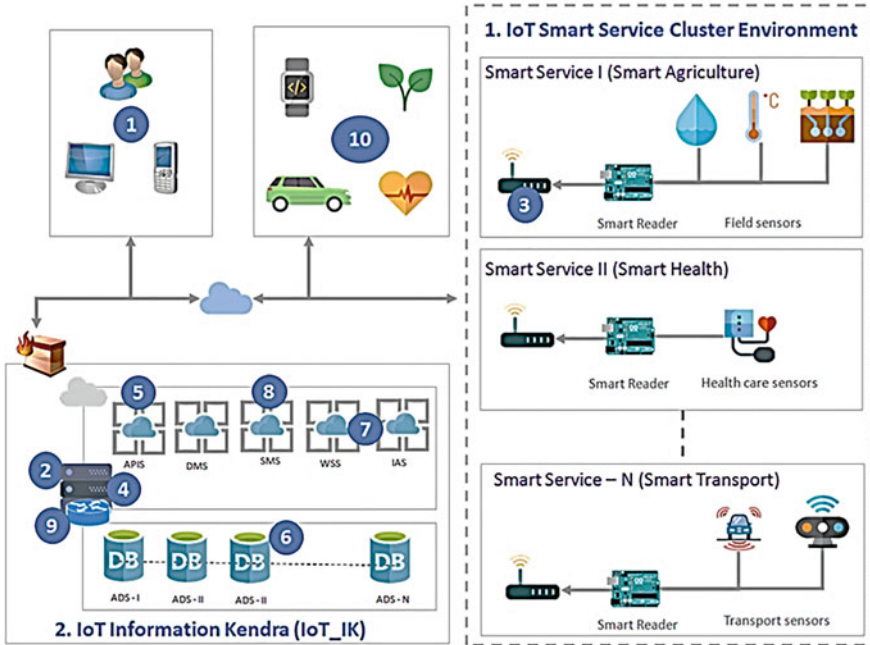 1
</>
10
1. IoT Smart Service Cluster Environment
Smart Service I (Smart Agriculture)
°C
3
Smart Reader
Field sensors
Smart Service II (Smart Health)
Smart Reader
Health care sensors
Smart Service – N (Smart Transport)
Smart Reader
Transport sensors
5
8
7
APIS
DMS
SMS
WSS
IAS
2
4
9
6
DB
DB
DB
DB
ADS - I
ADS - II
ADS - II
ADS - N
2. IoT Information Kendra (IoT_IK)